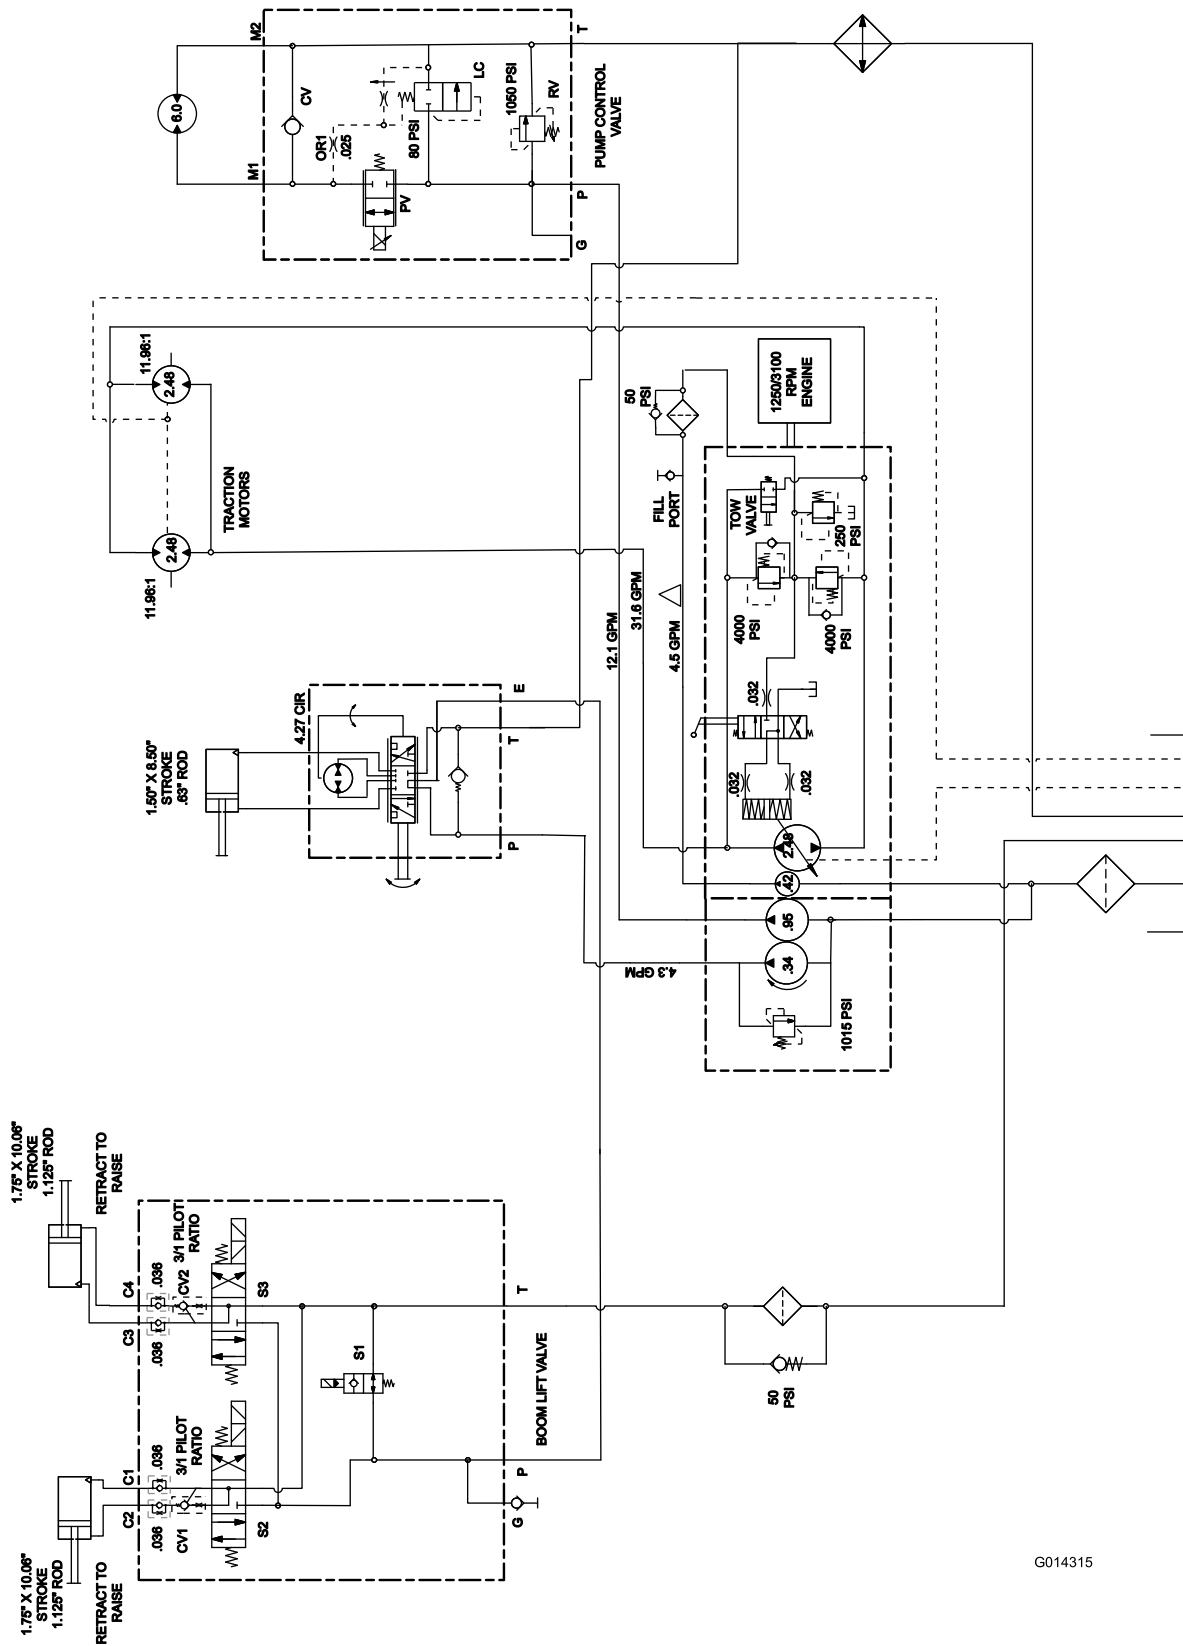 M2
T
6.0
CV
LC
1050 PSI
RV
OR1
.025
80 PSI
PUMP CONTROL
VALVE
M1
PV
P
G
11.96:1
2.48
TRACTION
MOTORS
2.48
11.96:1
50
PSI
1250/3100
RPM
ENGINE
FILL
PORT
TOW
VALVE
250
PSI
12.1 GPM
31.6 GPM
4.5 GPM
4000
PSI
4000
PSI
1.50" X 8.50"
STROKE
.63" ROD
4.27 CIR
E
T
P
.032
.032
.032
2.48
.42
.95
.34
4.3 GPM
1015 PSI
1.75" X 10.06"
STROKE
1.125" ROD
RETRACT TO
RAISE
C4
.036
3/1 PILOT
RATIO
CV2
C3
.036
S3
T
S1
BOOM LIFT VALVE
C1
.036
3/1 PILOT
RATIO
C2
.036
CV1
S2
P
G
50
PSI
1.75" X 10.06"
STROKE
1.125" ROD
RETRACT TO
RAISE
G014315